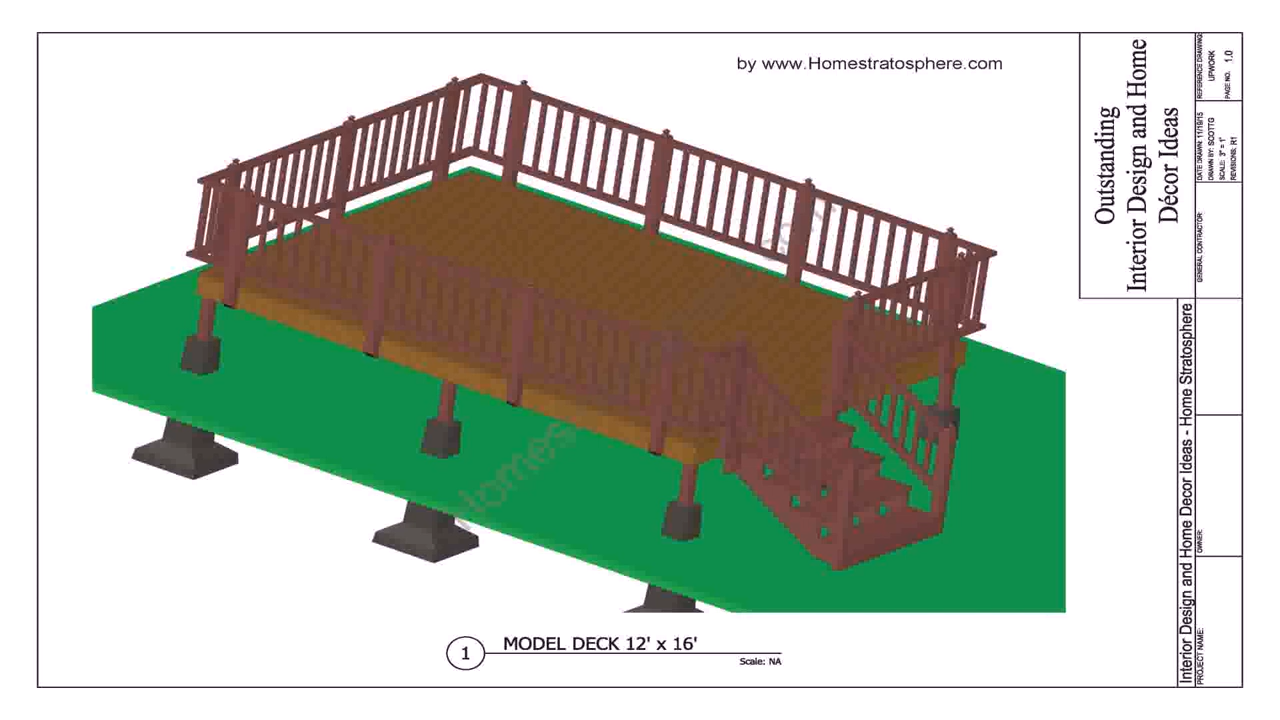 by www.Homestratosphere.com
Outstanding
Interior Design and Home
Décor Ideas
REFERENCE DRAWING:
UPWORK
PAGE NO. 1.0
DATE DRAWN: 11/19/15
DRAWN BY: SCOTTG
SCALE: 3" = 1'
REVISIONS: R1
GENERAL CONTRACTOR:
OWNER:
Interior Design and Home Decor Ideas - Home Stratosphere
PROJECT NAME:
1
MODEL DECK 12' x 16'
Scale: NA